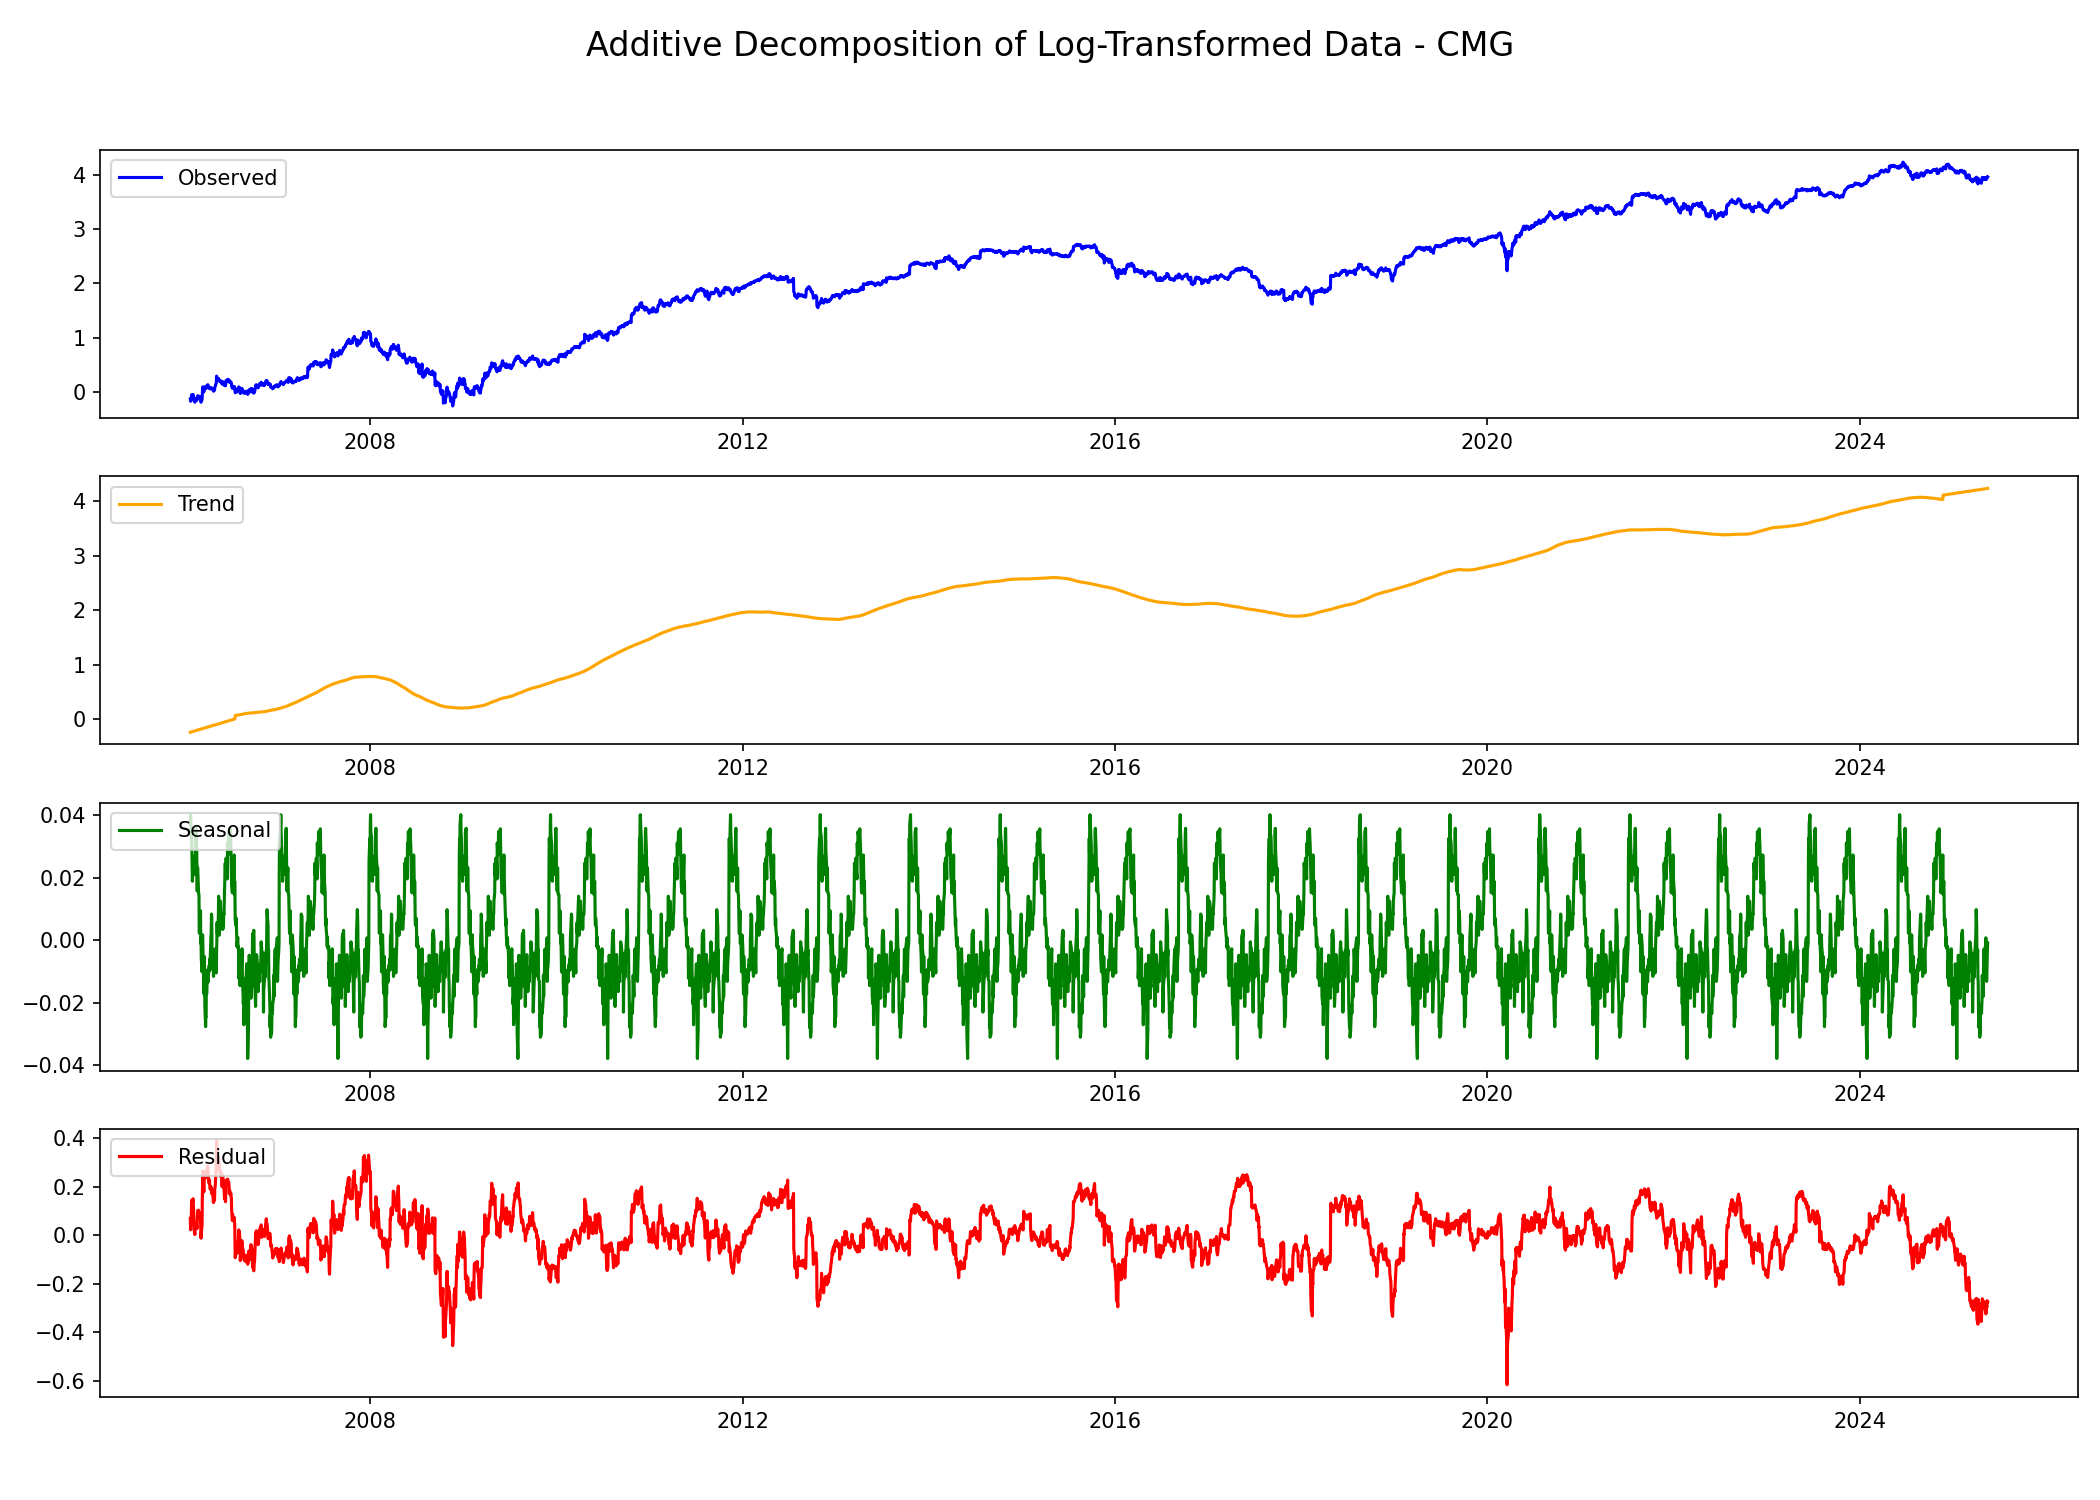 Additive Decomposition of Log-Transformed Data - CMG
Observed
4
3
2
1
0
2008 2012 2016 2020 2024
Trend
4
3
2
1
0
2008 2012 2016 2020 2024
Seasonal
0.04
0.02
0.00
−0.02
−0.04
2008 2012 2016 2020 2024
Residual
0.4
0.2
0.0
−0.2
−0.4
−0.6
2008 2012 2016 2020 2024